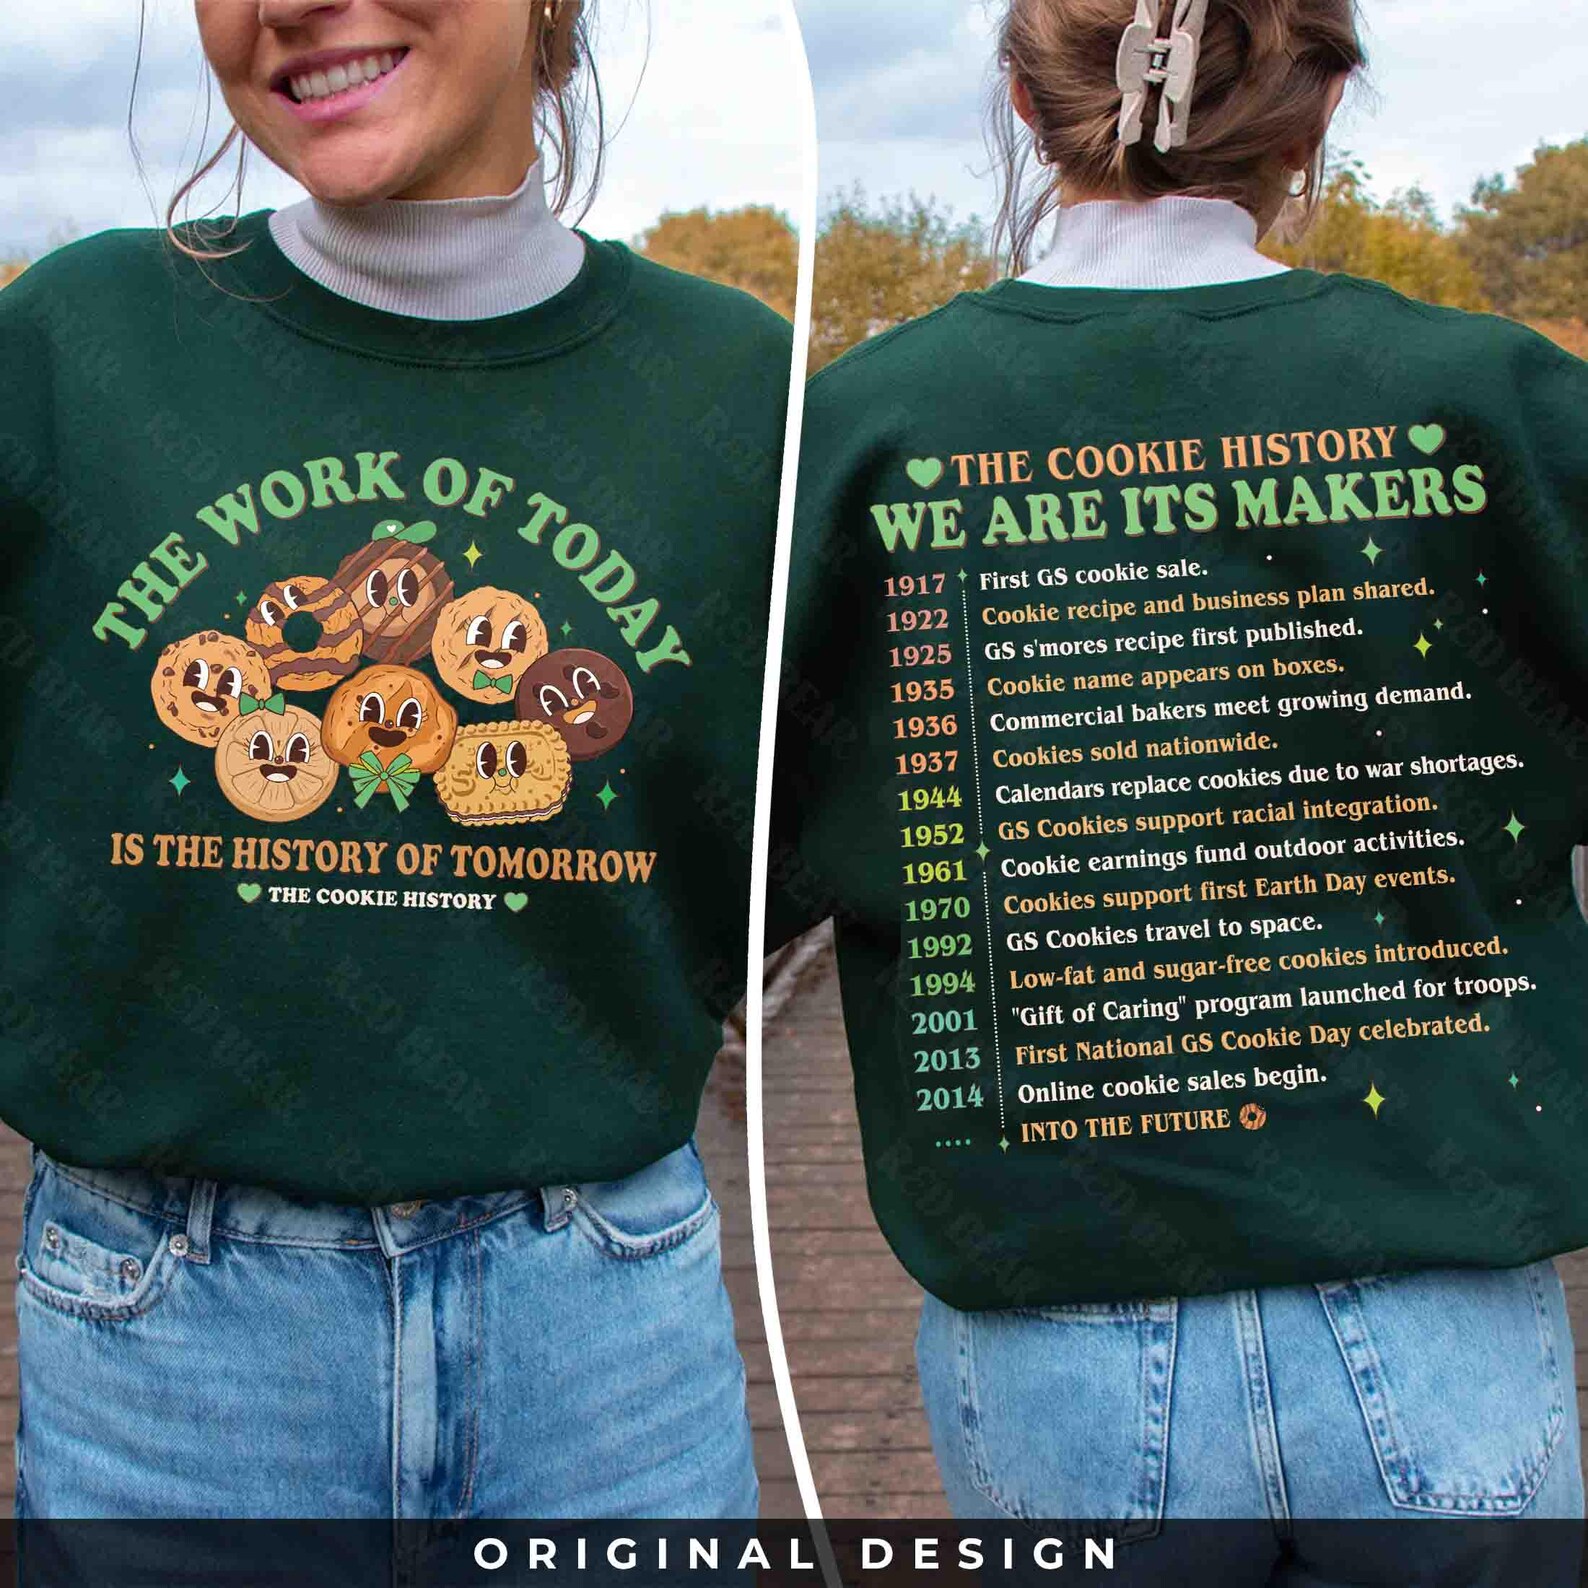 THE WORK OF TODAY
IS THE HISTORY OF TOMORROW
THE COOKIE HISTORY
THE COOKIE HISTORY
WE ARE ITS MAKERS
1917 First GS cookie sale.
1922 Cookie recipe and business plan shared.
1925 GS s'mores recipe first published.
1935 Cookie name appears on boxes.
1936 Commercial bakers meet growing demand.
1937 Cookies sold nationwide.
1944 Calendars replace cookies due to war shortages.
1952 GS Cookies support racial integration.
1961 Cookie earnings fund outdoor activities.
1970 Cookies support first Earth Day events.
1992 GS Cookies travel to space.
1994 Low-fat and sugar-free cookies introduced.
2001 "Gift of Caring" program launched for troops.
2013 First National GS Cookie Day celebrated.
2014 Online cookie sales begin.
.... INTO THE FUTURE
ORIGINAL DESIGN